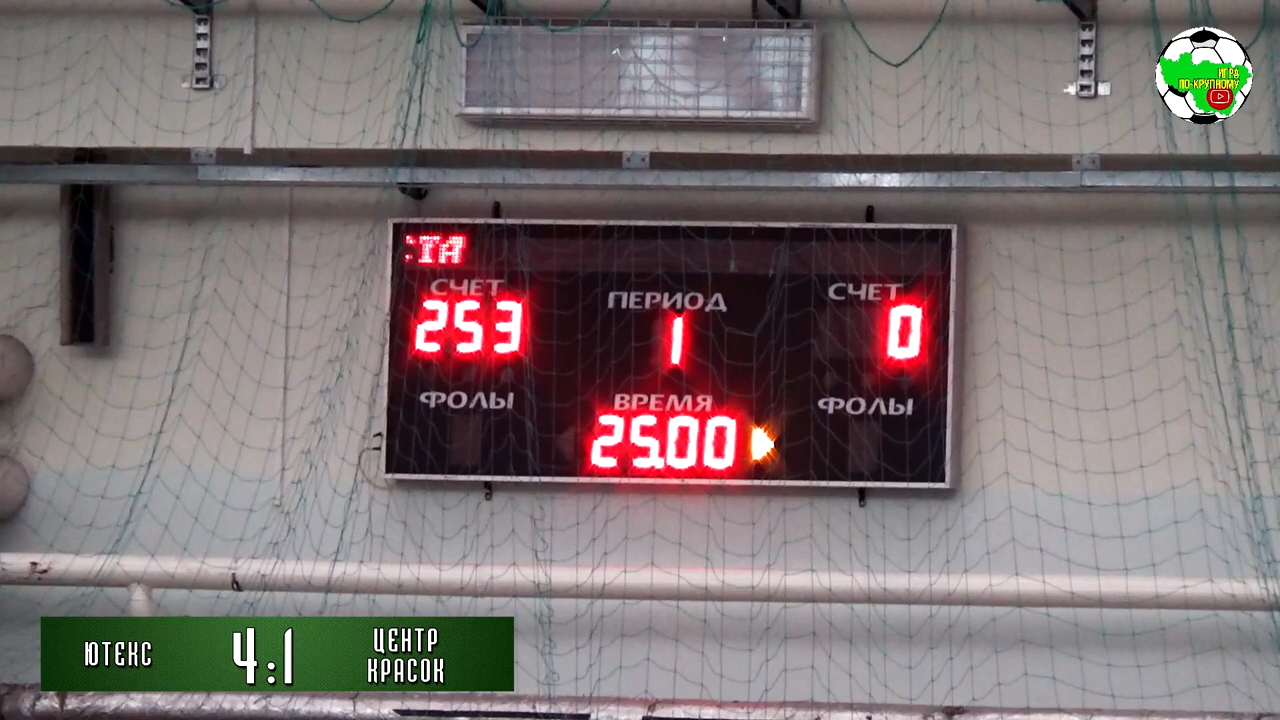 ИГРА
ПО-КРУПНОМУ
:ТА
СЧЕТ
ПЕРИОД
СЧЕТ
253
1
0
ФОЛЫ
ВРЕМЯ
ФОЛЫ
25.00
ЮТЕКС
4:1
ЦЕНТР
КРАСОК